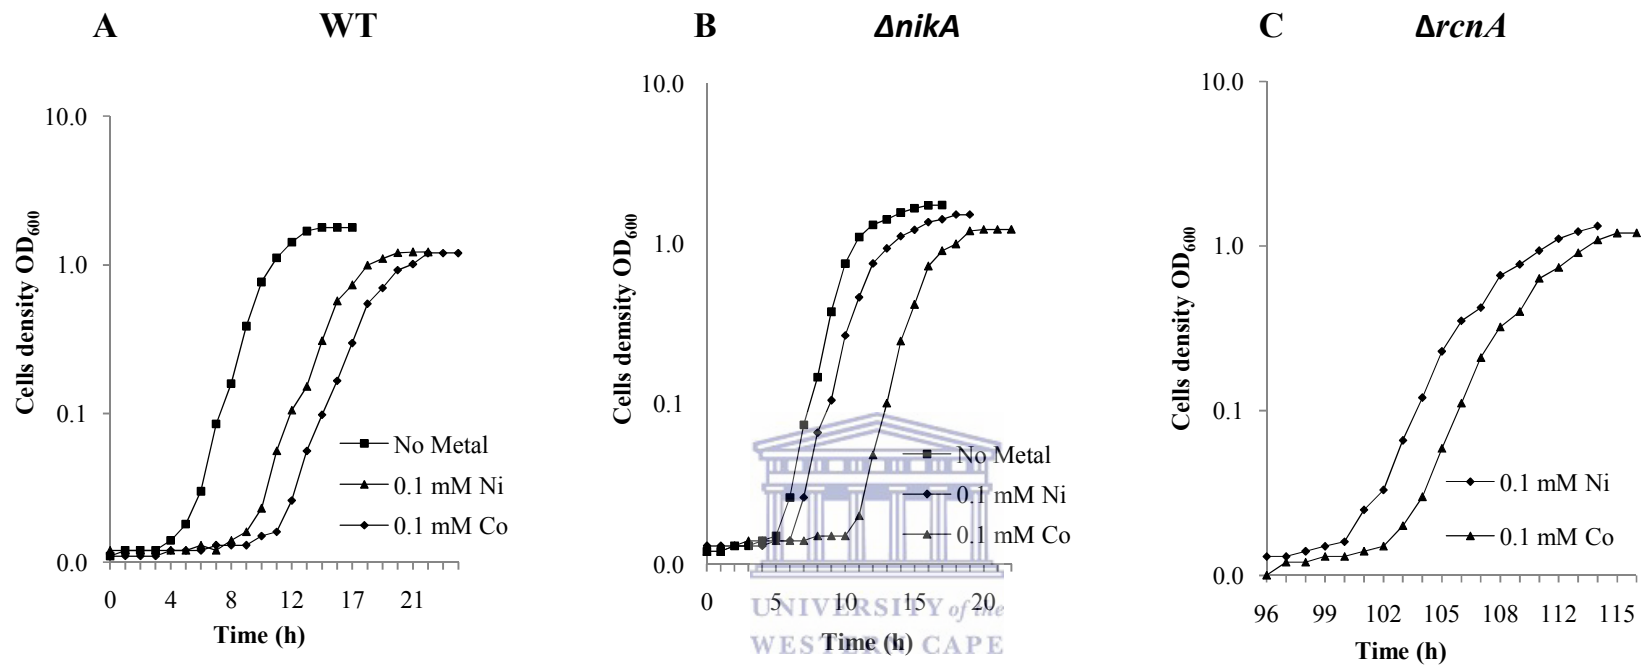 A WT
10.0
1.0
0.1
0.0
Cells density OD600
No Metal
0.1 mM Ni
0.1 mM Co
0 4 8 12 17 21
Time (h)
B ΔnikA
10.0
1.0
0.1
0.0
Cells demsity OD600
No Metal
0.1 mM Ni
0.1 mM Co
0 5 10 15 20
Time (h)
UNIVERSITY of the
WESTERN CAPE
C ΔrcnA
10.0
1.0
0.1
0.0
Cells density OD600
0.1 mM Ni
0.1 mM Co
96 99 102 105 108 112 115
Time (h)